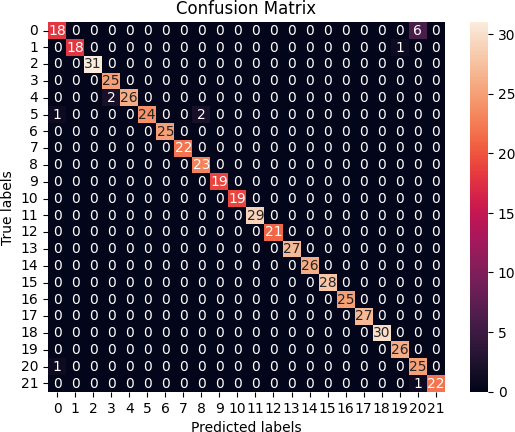 Confusion Matrix
True labels
0 18 0 0 0 0 0 0 0 0 0 0 0 0 0 0 0 0 0 0 0 6 0
1 0 18 0 0 0 0 0 0 0 0 0 0 0 0 0 0 0 0 0 1 0 0
2 0 0 31 0 0 0 0 0 0 0 0 0 0 0 0 0 0 0 0 0 0 0
3 0 0 0 25 0 0 0 0 0 0 0 0 0 0 0 0 0 0 0 0 0 0
4 0 0 0 2 26 0 0 0 0 0 0 0 0 0 0 0 0 0 0 0 0 0
5 1 0 0 0 0 24 0 0 2 0 0 0 0 0 0 0 0 0 0 0 0 0
6 0 0 0 0 0 0 25 0 0 0 0 0 0 0 0 0 0 0 0 0 0 0
7 0 0 0 0 0 0 0 22 0 0 0 0 0 0 0 0 0 0 0 0 0 0
8 0 0 0 0 0 0 0 0 23 0 0 0 0 0 0 0 0 0 0 0 0 0
9 0 0 0 0 0 0 0 0 0 19 0 0 0 0 0 0 0 0 0 0 0 0
10 0 0 0 0 0 0 0 0 0 0 19 0 0 0 0 0 0 0 0 0 0 0
11 0 0 0 0 0 0 0 0 0 0 0 29 0 0 0 0 0 0 0 0 0 0
12 0 0 0 0 0 0 0 0 0 0 0 0 21 0 0 0 0 0 0 0 0 0
13 0 0 0 0 0 0 0 0 0 0 0 0 0 27 0 0 0 0 0 0 0 0
14 0 0 0 0 0 0 0 0 0 0 0 0 0 0 26 0 0 0 0 0 0 0
15 0 0 0 0 0 0 0 0 0 0 0 0 0 0 0 28 0 0 0 0 0 0
16 0 0 0 0 0 0 0 0 0 0 0 0 0 0 0 0 25 0 0 0 0 0
17 0 0 0 0 0 0 0 0 0 0 0 0 0 0 0 0 0 27 0 0 0 0
18 0 0 0 0 0 0 0 0 0 0 0 0 0 0 0 0 0 0 30 0 0 0
19 0 0 0 0 0 0 0 0 0 0 0 0 0 0 0 0 0 0 0 26 0 0
20 1 0 0 0 0 0 0 0 0 0 0 0 0 0 0 0 0 0 0 0 25 0
21 0 0 0 0 0 0 0 0 0 0 0 0 0 0 0 0 0 0 0 0 1 22
0 1 2 3 4 5 6 7 8 9 10 11 12 13 14 15 16 17 18 19 20 21
Predicted labels
30
25
20
15
10
5
0